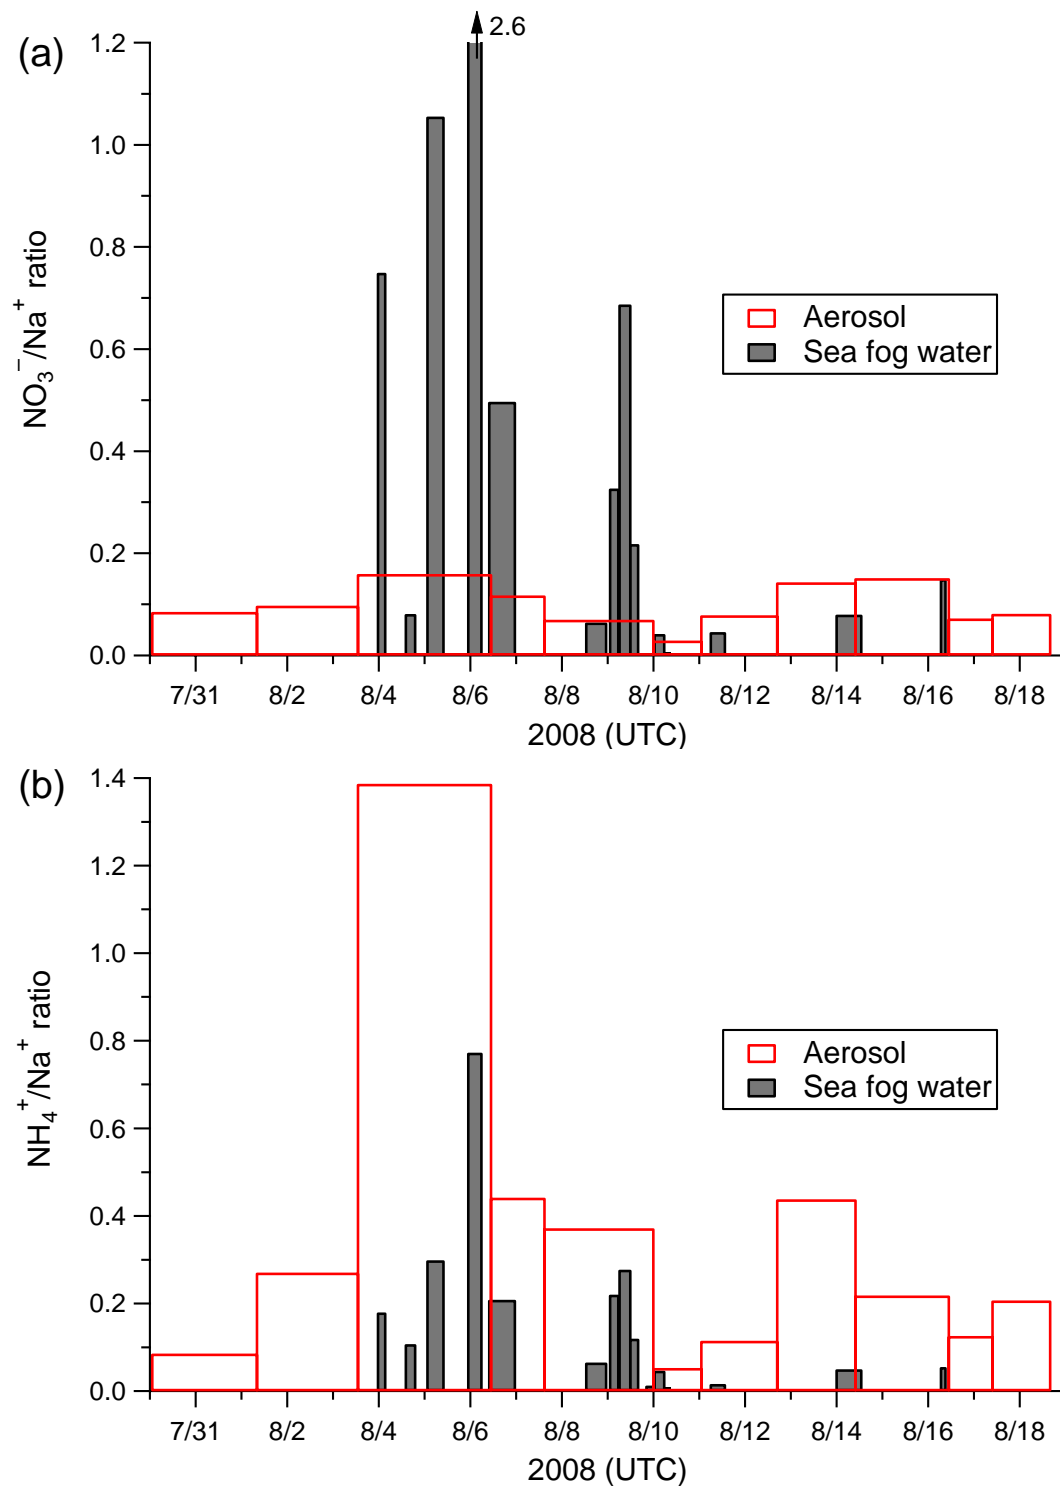 (a)
2.6
1.2
1.0
0.8
0.6
0.4
0.2
0.0
NO₃⁻/Na⁺ ratio
Aerosol
Sea fog water
7/31 8/2 8/4 8/6 8/8 8/10 8/12 8/14 8/16 8/18
2008 (UTC)
(b)
1.4
1.2
1.0
0.8
0.6
0.4
0.2
0.0
NH₄⁺/Na⁺ ratio
Aerosol
Sea fog water
7/31 8/2 8/4 8/6 8/8 8/10 8/12 8/14 8/16 8/18
2008 (UTC)